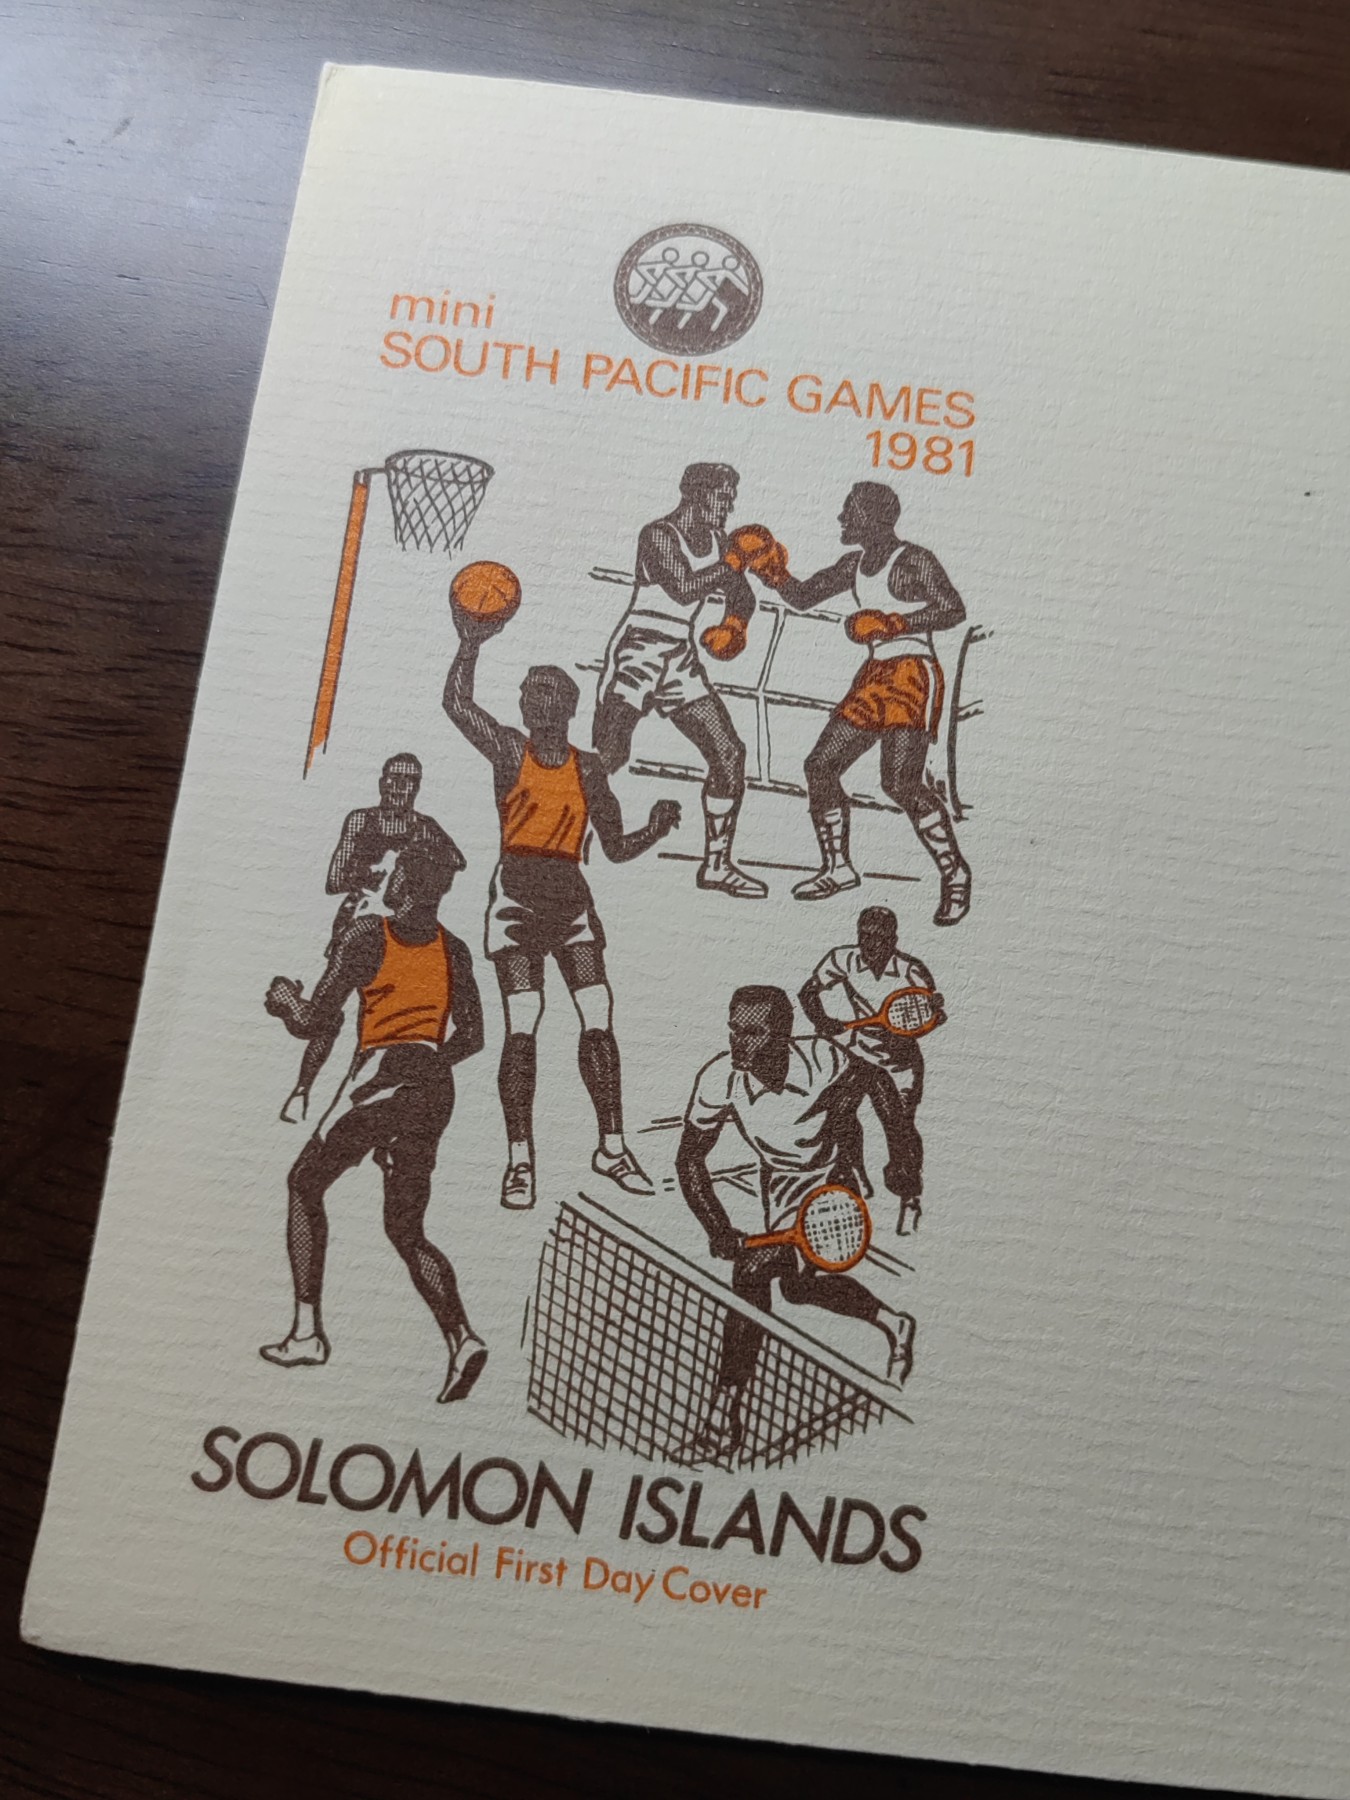 mini
SOUTH PACIFIC GAMES
1981
SOLOMON ISLANDS
Official First Day Cover